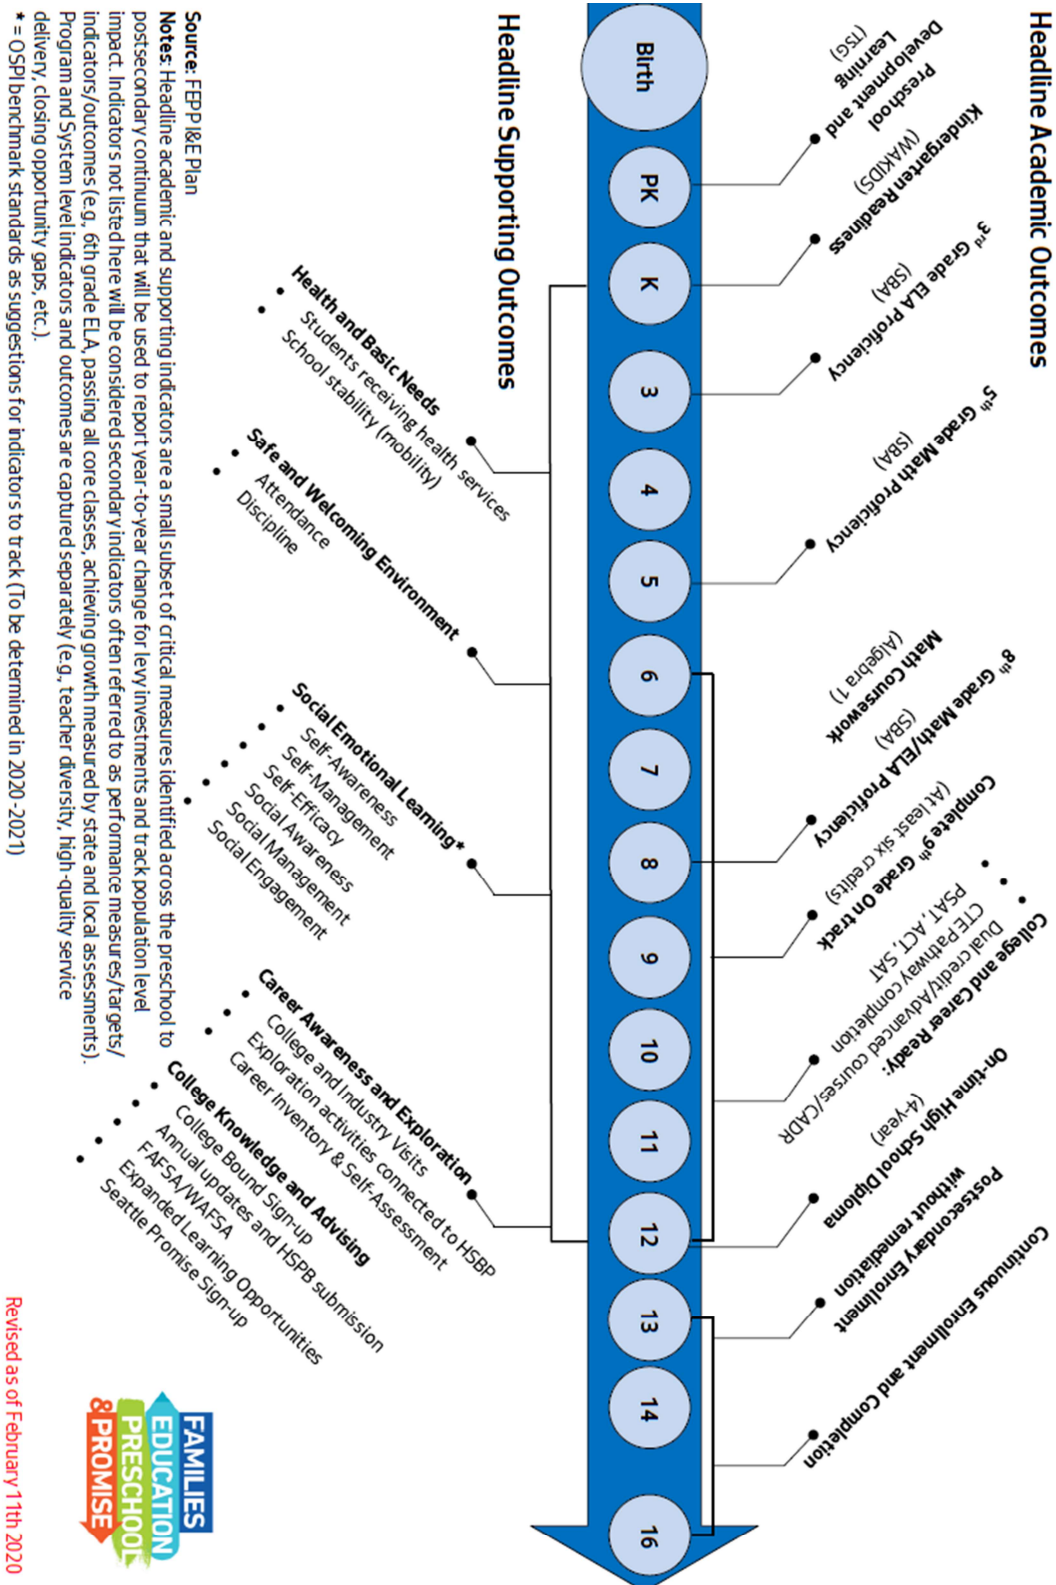 Headline Academic Outcomes
Preschool
Development and
Learning
(TSG)
Kindergarten Readiness
(WAKIDS)
3rd Grade ELA Proficiency
(SBA)
5th Grade Math Proficiency
(SBA)
Math Coursework
(Algebra 1)
8th Grade Math/ELA Proficiency
(SBA)
Complete 9th Grade On track
(At least six credits)
College and Career Ready:
• Dual credit/Advanced courses/CADR
• CTE Pathway completion
• PSAT, ACT, SAT
On-time High School Diploma
(4-year)
Postsecondary Enrollment
without remediation
Continuous Enrollment and Completion
Birth
PK
K
3
4
5
6
7
8
9
10
11
12
13
14
16
Headline Supporting Outcomes
Health and Basic Needs
• Students receiving health services
• School stability (mobility)
Safe and Welcoming Environment
• Attendance
• Discipline
Social Emotional Learning*
• Self-Awareness
• Self-Management
• Self-Efficacy
• Social Awareness
• Social Management
• Social Engagement
Career Awareness and Exploration
• College and Industry Visits
• Exploration activities connected to HSBP
• Career Inventory & Self-Assessment
College Knowledge and Advising
• College Bound Sign-up
• Annual updates and HSPB submission
• FAFSA/WAFSA
• Expanded Learning Opportunities
• Seattle Promise Sign-up
Source: FEPP I&E Plan
Notes: Headline academic and supporting indicators are a small subset of critical measures identified across the preschool to
postsecondary continuum that will be used to report year-to-year change for levy investments and track population level
impact. Indicators not listed here will be considered secondary indicators often referred to as performance measures/targets/
indicators/outcomes (e.g., 6th grade ELA, passing all core classes, achieving growth measured by state and local assessments).
Program and System level indicators and outcomes are captured separately (e.g., teacher diversity, high-quality service
delivery, closing opportunity gaps, etc.).
* = OSPI benchmark standards as suggestions for indicators to track (To be determined in 2020-2021)
FAMILIES
EDUCATION
PRESCHOOL
& PROMISE
Revised as of February 11th 2020